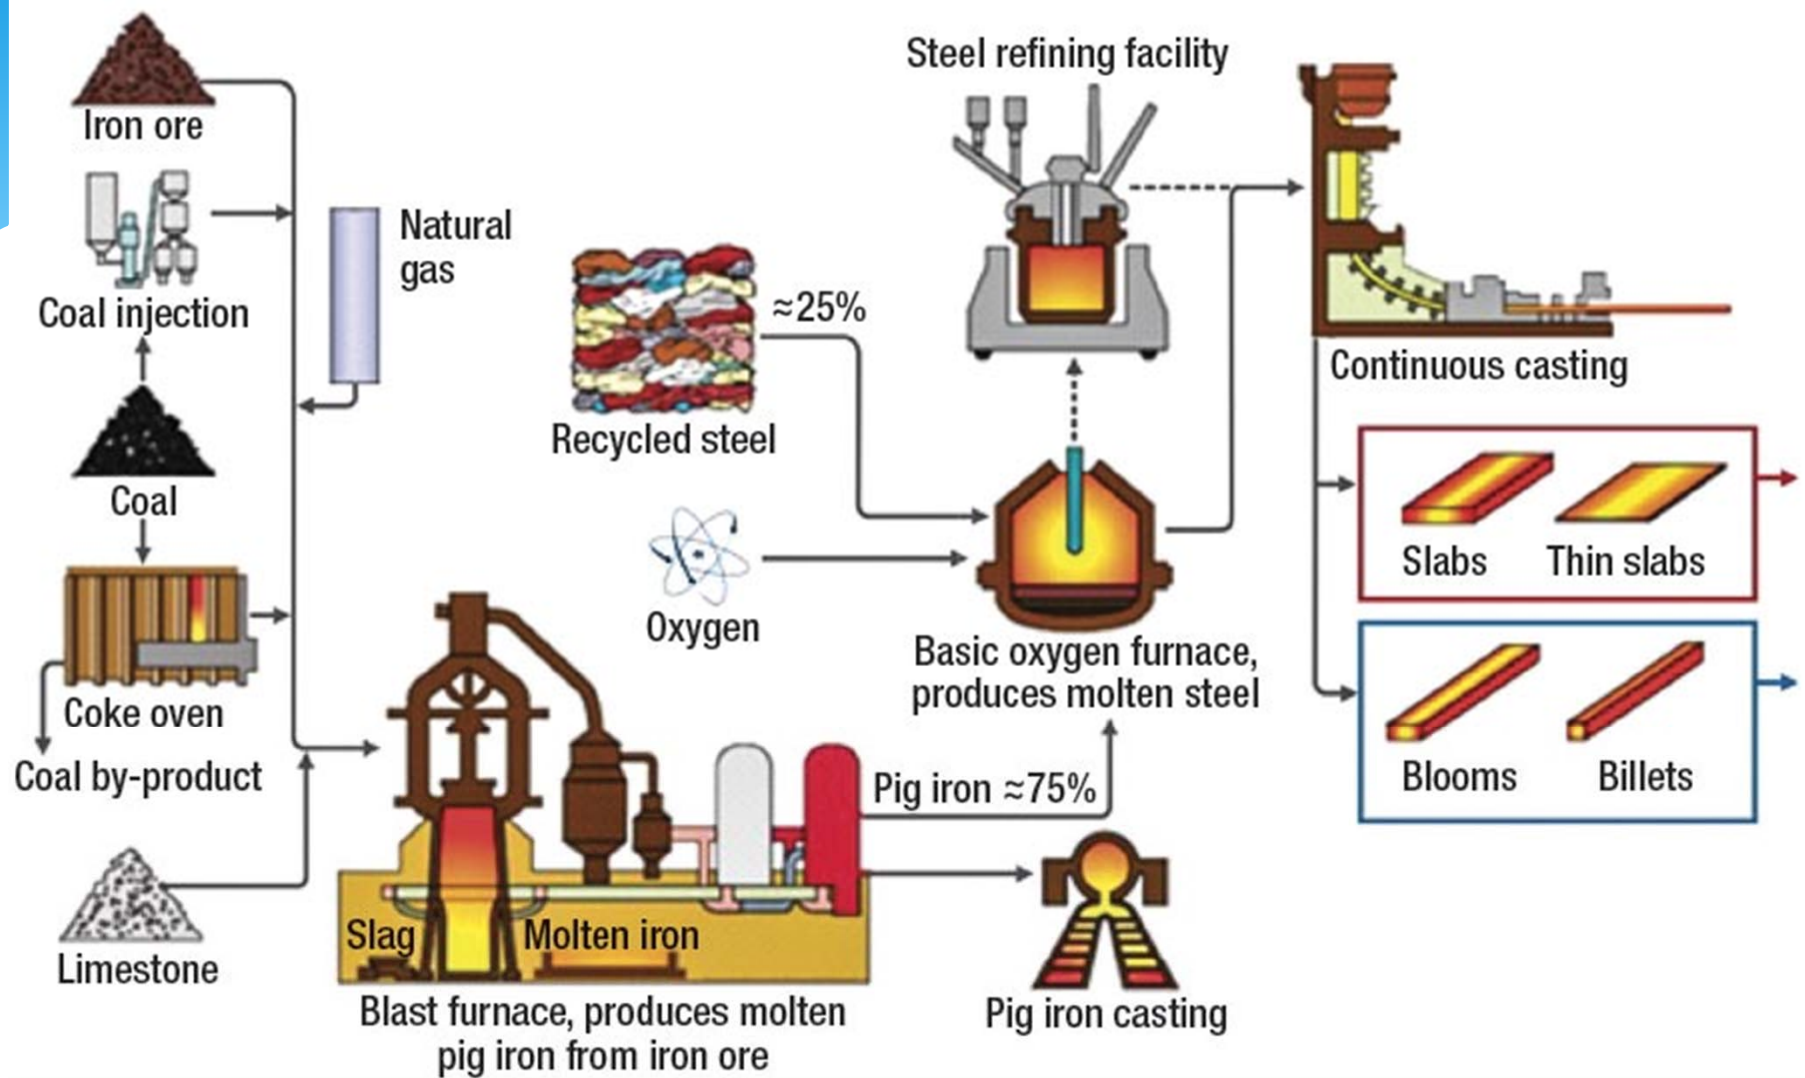 Iron ore
Coal injection
Natural
gas
Coal
Coke oven
Coal by-product
Limestone
Slag
Molten iron
Blast furnace, produces molten
pig iron from iron ore
Recycled steel
≈25%
Oxygen
Steel refining facility
Basic oxygen furnace,
produces molten steel
Pig iron ≈75%
Pig iron casting
Continuous casting
Slabs
Thin slabs
Blooms
Billets